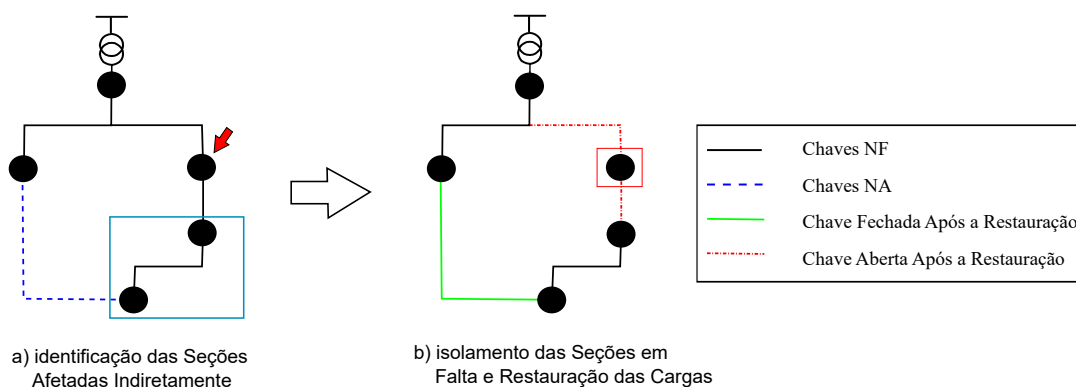 Chaves NF
Chaves NA
Chave Fechada Após a Restauração
Chave Aberta Após a Restauração
a) identificação das Seções
Afetadas Indiretamente
b) isolamento das Seções em
Falta e Restauração das Cargas